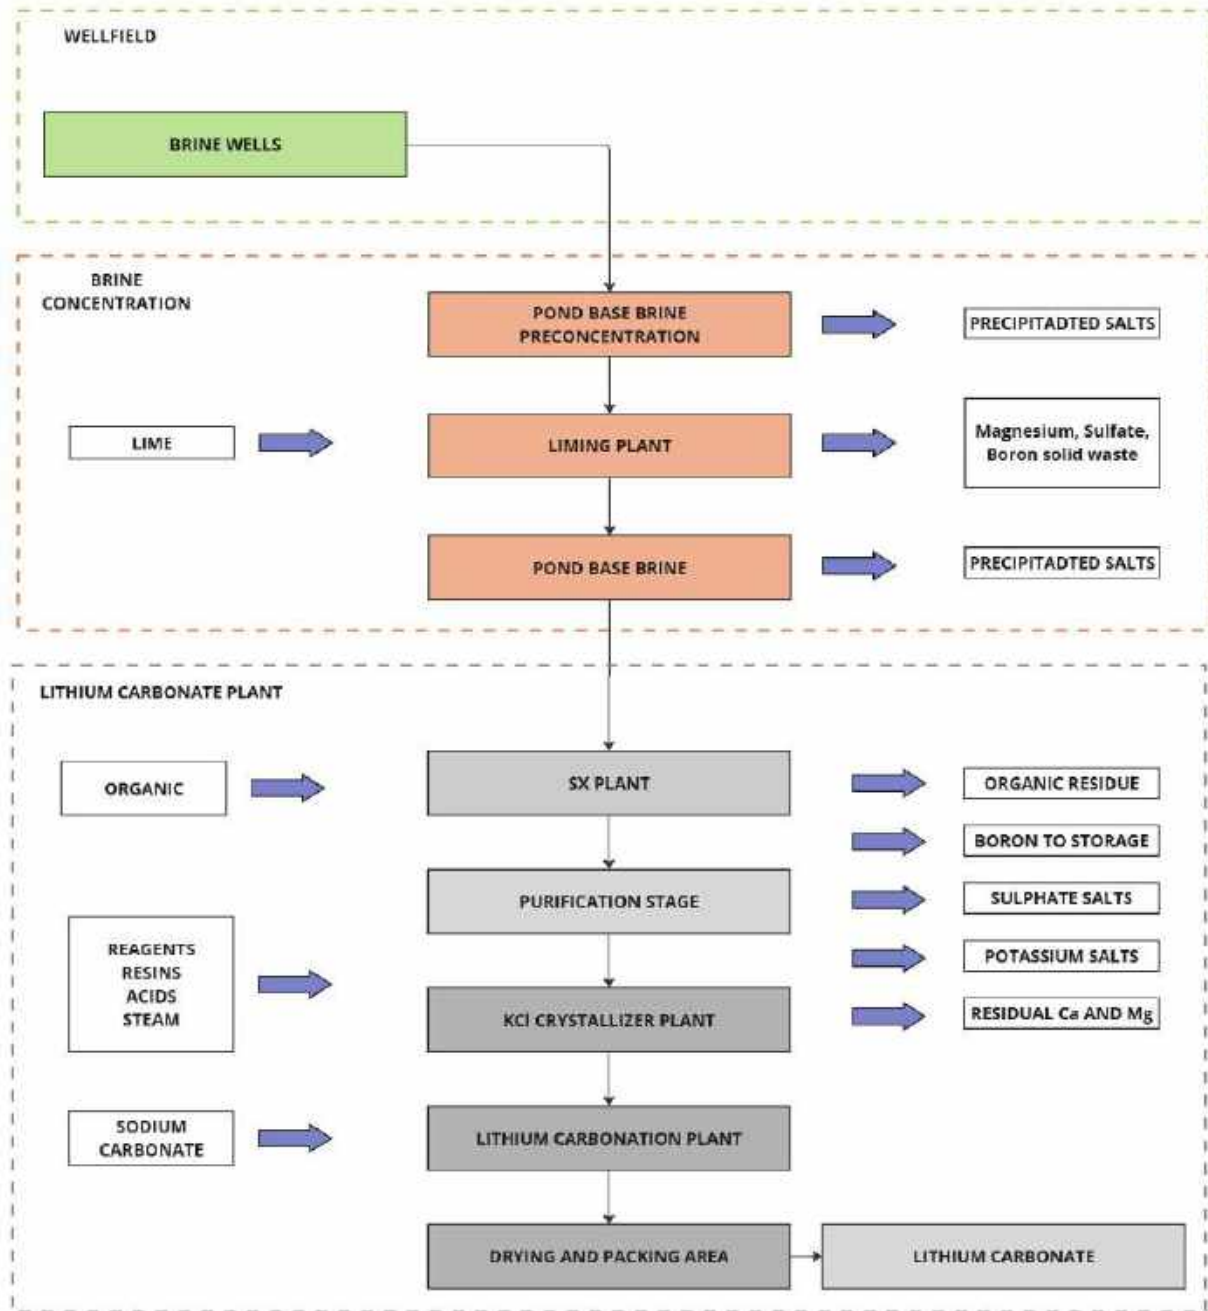 WELLFIELD
BRINE WELLS
BRINE
CONCENTRATION
POND BASE BRINE
PRECONCENTRATION
PRECIPITADTED SALTS
LIME
LIMING PLANT
Magnesium, Sulfate,
Boron solid waste
POND BASE BRINE
PRECIPITADTED SALTS
LITHIUM CARBONATE PLANT
ORGANIC
SX PLANT
ORGANIC RESIDUE
BORON TO STORAGE
PURIFICATION STAGE
SULPHATE SALTS
REAGENTS
RESINS
ACIDS
STEAM
POTASSIUM SALTS
KCl CRYSTALLIZER PLANT
RESIDUAL Ca AND Mg
SODIUM
CARBONATE
LITHIUM CARBONATION PLANT
DRYING AND PACKING AREA
LITHIUM CARBONATE